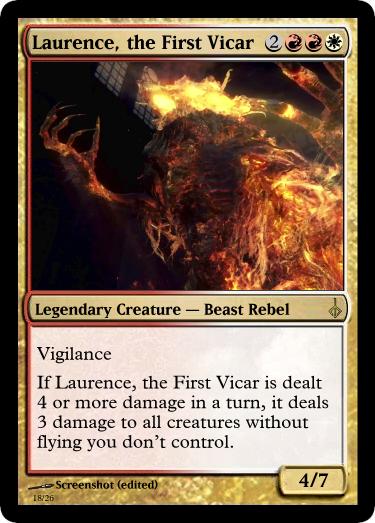 Laurence, the First Vicar 2
Legendary Creature — Beast Rebel
Vigilance
If Laurence, the First Vicar is dealt
4 or more damage in a turn, it deals
3 damage to all creatures without
flying you don't control.
Screenshot (edited)
4/7
18/26